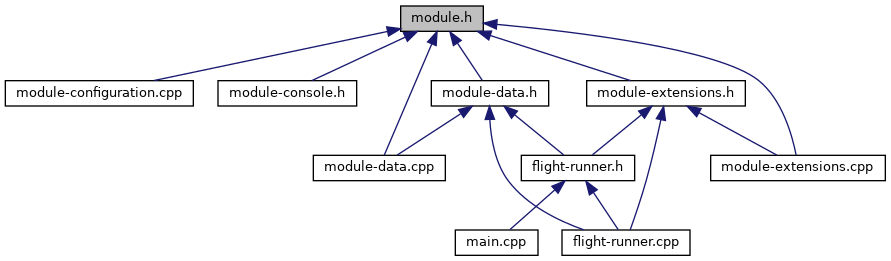 module.h
module-configuration.cpp
module-console.h
module-data.h
module-extensions.h
module-data.cpp
flight-runner.h
module-extensions.cpp
main.cpp
flight-runner.cpp